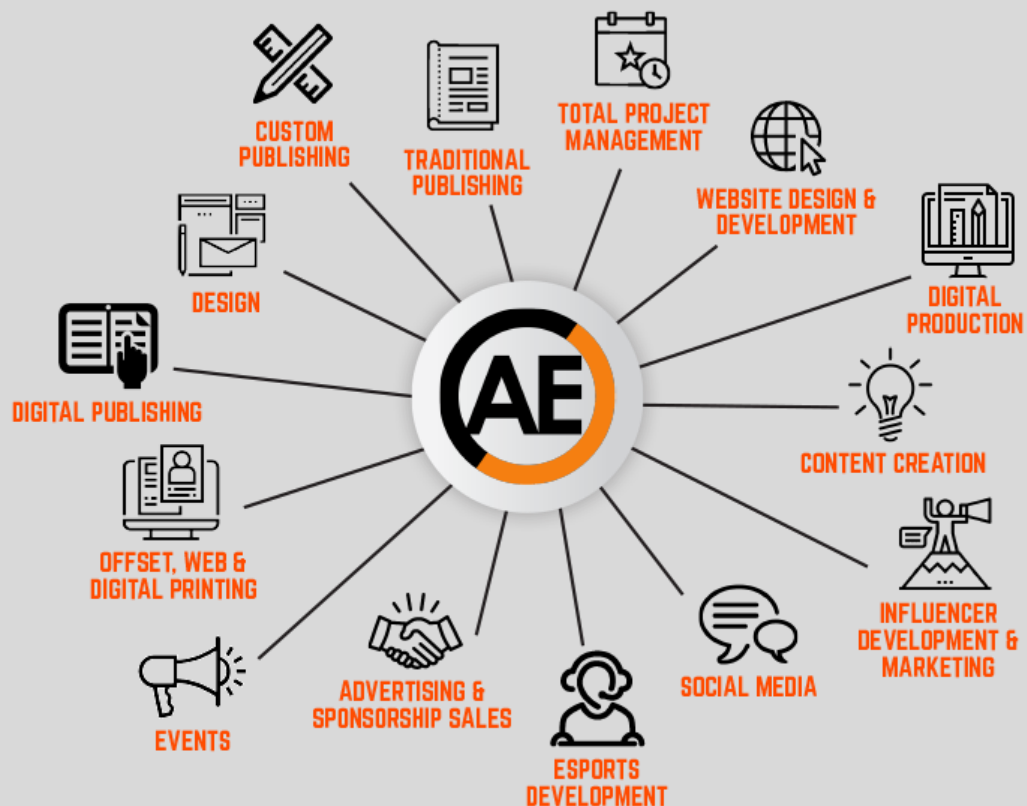 CUSTOM
PUBLISHING
TRADITIONAL
PUBLISHING
TOTAL PROJECT
MANAGEMENT
WEBSITE DESIGN &
DEVELOPMENT
DIGITAL
PRODUCTION
DESIGN
DIGITAL PUBLISHING
AE
CONTENT CREATION
OFFSET, WEB &
DIGITAL PRINTING
INFLUENCER
DEVELOPMENT &
MARKETING
EVENTS
ADVERTISING &
SPONSORSHIP SALES
ESPORTS
DEVELOPMENT
SOCIAL MEDIA